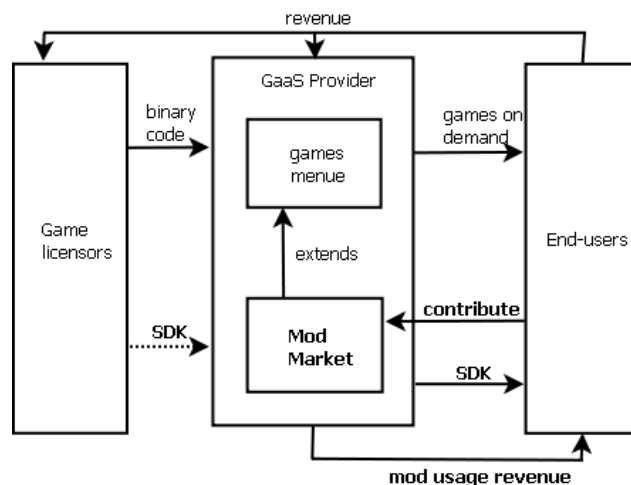 revenue
GaaS Provider
binary
code
games
menue
games on
demand
Game
licensors
extends
End-users
contribute
SDK
Mod
Market
SDK
mod usage revenue